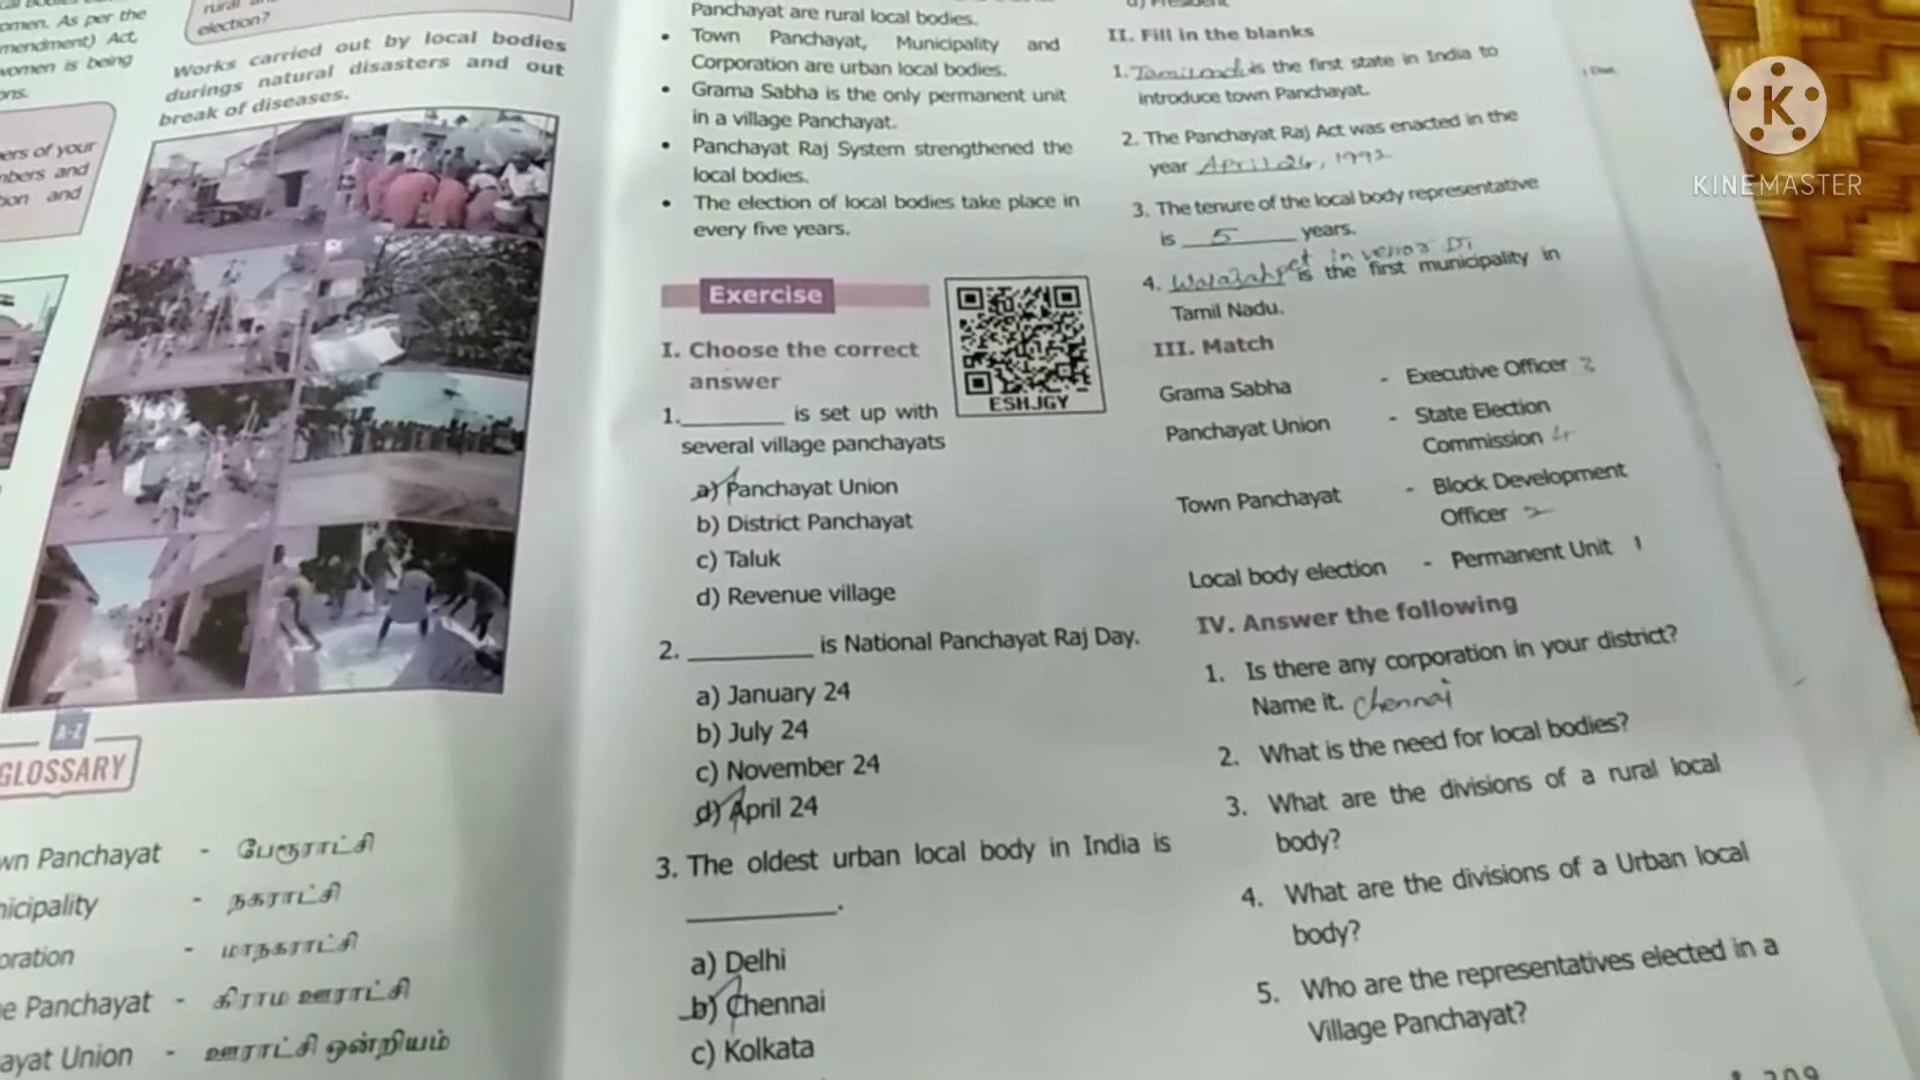 omen. As per the
mendment) Act,
women is being
ons.
ers of your
mbers and
tion and
election?
Works carried out by local bodies
durings natural disasters and out
break of diseases.
A-Z
GLOSSARY
wn Panchayat - பேரூராட்சி
nicipality - நகராட்சி
oration - மாநகராட்சி
e Panchayat - கிராம ஊராட்சி
ayat Union - ஊராட்சி ஒன்றியம்
Panchayat are rural local bodies.
• Town Panchayat, Municipality and
Corporation are urban local bodies.
• Grama Sabha is the only permanent unit
in a village Panchayat.
• Panchayat Raj System strengthened the
local bodies.
• The election of local bodies take place in
every five years.
Exercise
ESHJGY
I. Choose the correct
answer
1.________ is set up with
several village panchayats
a) Panchayat Union
b) District Panchayat
c) Taluk
d) Revenue village
2. ________ is National Panchayat Raj Day.
a) January 24
b) July 24
c) November 24
d) April 24
3. The oldest urban local body in India is
________.
a) Delhi
b) Chennai
c) Kolkata
d) President
II. Fill in the blanks
1. Tamilnadu is the first state in India to
introduce town Panchayat.
2. The Panchayat Raj Act was enacted in the
year April 24, 1992
3. The tenure of the local body representative
is 5 years.
4. Walajahpet in is the first municipality in
Tamil Nadu.
III. Match
Grama Sabha - Executive Officer 3
Panchayat Union - State Election
Commission 4
Town Panchayat - Block Development
Officer 2
Local body election - Permanent Unit 1
IV. Answer the following
1. Is there any corporation in your district?
Name it. Chennai
2. What is the need for local bodies?
3. What are the divisions of a rural local
body?
4. What are the divisions of a Urban local
body?
5. Who are the representatives elected in a
Village Panchayat?
209
K
KINEMASTER